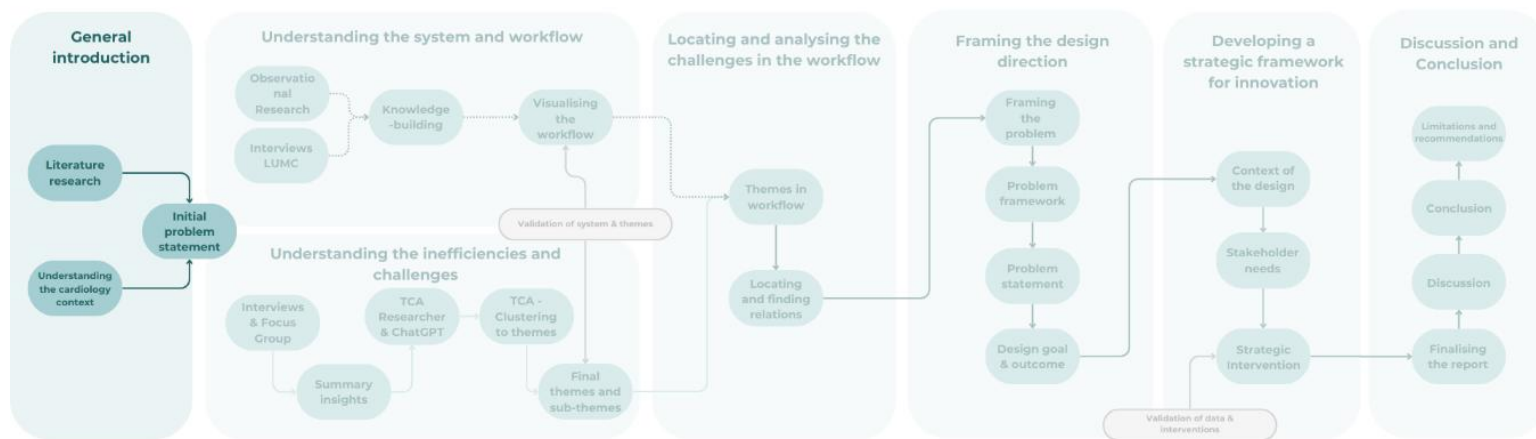 General
introduction
Literature
research
Initial
problem
statement
Understanding
the cardiology
context
Understanding the system and workflow
Observatio
nal
Research
Interviews
LUMC
Knowledge
-building
Visualising
the
workflow
Validation of system & themes
Understanding the inefficiencies and
challenges
Interviews
& Focus
Group
Summary
insights
TCA
Researcher
& ChatGPT
TCA -
Clustering
to themes
Final
themes and
sub-themes
Locating and analysing the
challenges in the workflow
Themes in
workflow
Locating
and finding
relations
Framing the design
direction
Framing
the
problem
Problem
framework
Problem
statement
Design goal
& outcome
Developing a
strategic framework
for innovation
Context of
the design
Stakeholder
needs
Strategic
Intervention
Validation of data &
interventions
Discussion and
Conclusion
Limitations and
recommendations
Conclusion
Discussion
Finalising
the report